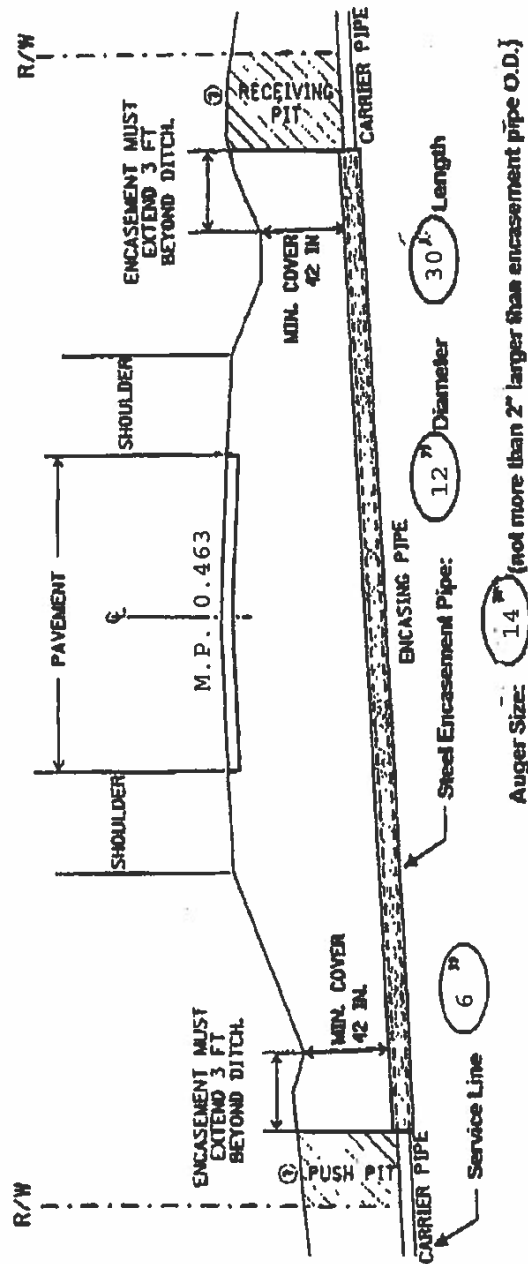 R/W
R/W
ENCASEMENT MUST
EXTEND 3 FT
BEYOND DITCH.
SHOULDER
PAVEMENT
SHOULDER
ENCASEMENT MUST
EXTEND 3 FT
BEYOND DITCH.
℄
M.P. 0.463
PUSH PIT
RECEIVING
PIT
MIN. COVER
42 IN.
MIN. COVER
42 IN
CARRIER PIPE
CARRIER PIPE
ENCASING PIPE
Service Line
6"
Steel Encasement Pipe:
12" Diameter
30' Length
Auger Size: 14" (not more than 2" larger than encasement pipe O.D.)